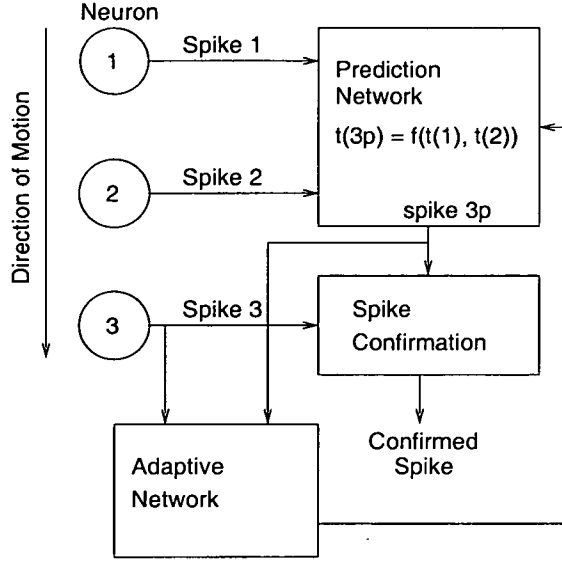 Neuron
Direction of Motion
1
Spike 1
Prediction
Network
t(3p) = f(t(1), t(2))
2
Spike 2
spike 3p
3
Spike 3
Spike
Confirmation
Adaptive
Network
Confirmed
Spike